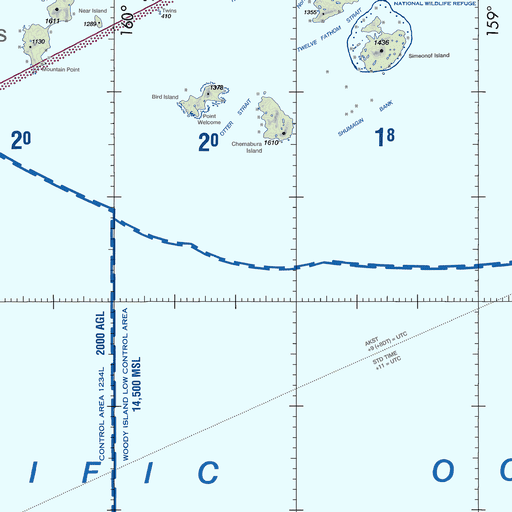 Near Island
1611
1289
Twins
410
160°
159°
NATIONAL WILDLIFE REFUGE
1355
TWELVE FATHOM STRAIT
1436
Simeonof Island
1130
Mountain Point
1378
Bird Island
Point
Welcome
OTTER STRAIT
Chernabura
Island
1610
SHUMAGIN BANK
20
20
18
CONTROL AREA 1234L 2000 AGL
WOODY ISLAND LOW CONTROL AREA
14,500 MSL
AKST
+9 (+8DT) = UTC
STD TIME
+11 = UTC
I F I C O C